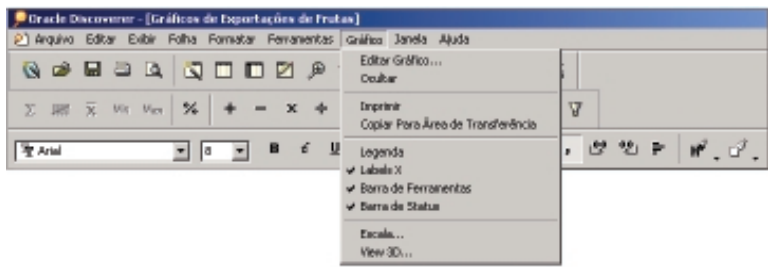 Oracle Discoverer - [Gráficos de Exportações de Frutas]
Arquivo Editar Exibir Folha Formatar Ferramentas Gráfico Janela Ajuda
Editar Gráfico...
Ocultar
Imprimir
Copiar Para Área de Transferência
Arial 8 B
Legenda
Labels X
Barra de Ferramentas
Barra de Status
Escala...
View 3D...